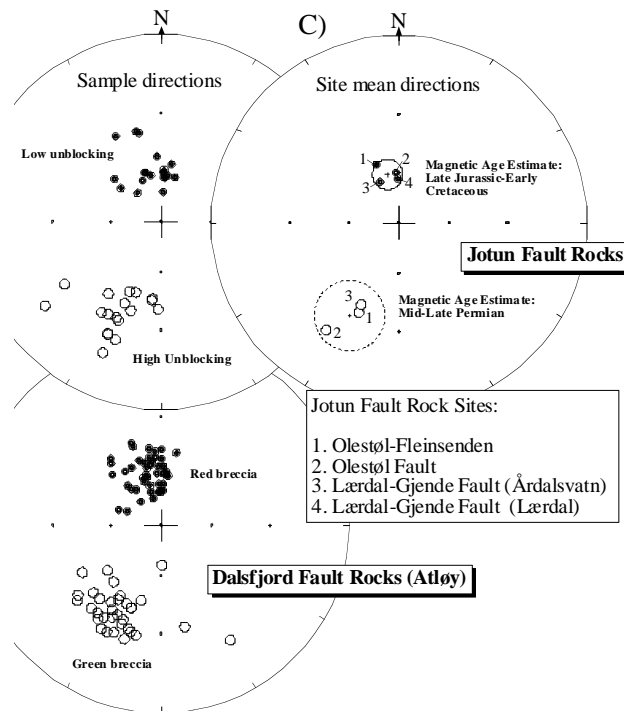 N
C)
N
Sample directions
Site mean directions
Low unblocking
1
2
3
4
Magnetic Age Estimate:
Late Jurassic-Early
Cretaceous
Jotun Fault Rocks
3
1
2
Magnetic Age Estimate:
Mid-Late Permian
High Unblocking
Jotun Fault Rock Sites:
1. Olestøl-Fleinsenden
2. Olestøl Fault
3. Lærdal-Gjende Fault (Årdalsvatn)
4. Lærdal-Gjende Fault (Lærdal)
Red breccia
Dalsfjord Fault Rocks (Atløy)
Green breccia